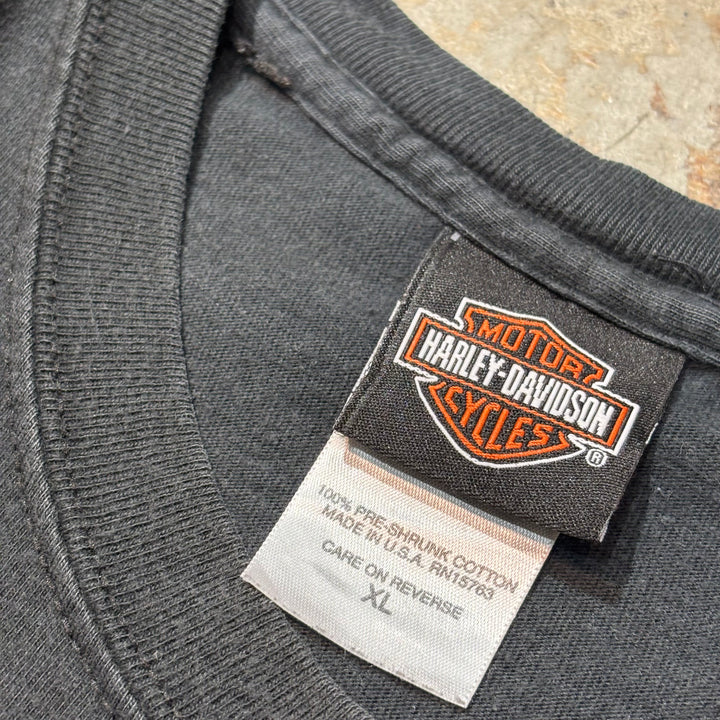 MOTOR
HARLEY-DAVIDSON
CYCLES
®
100% PRE-SHRUNK COTTON
MADE IN U.S.A. RN15763
CARE ON REVERSE
XL